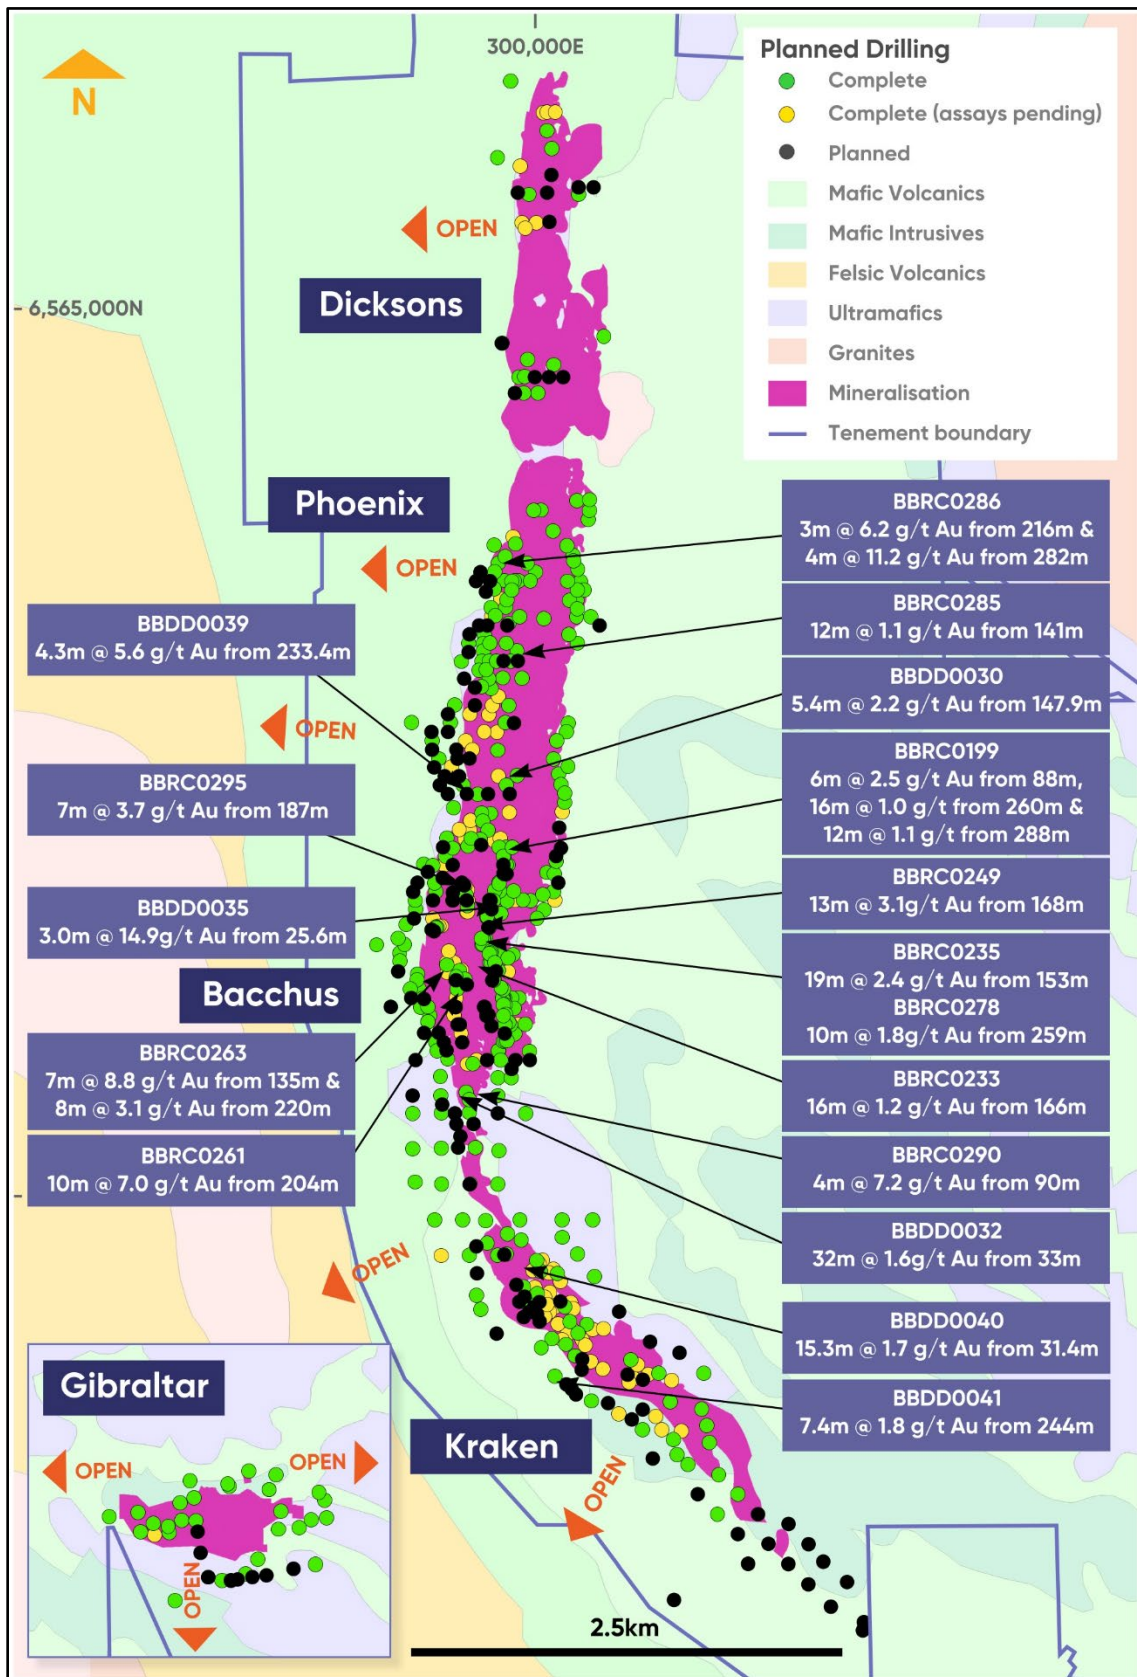 300,000E
N
Planned Drilling
Complete
Complete (assays pending)
Planned
Mafic Volcanics
Mafic Intrusives
Felsic Volcanics
Ultramafics
Granites
Mineralisation
Tenement boundary
OPEN
6,565,000N
Dicksons
Phoenix
OPEN
BBRC0286
3m @ 6.2 g/t Au from 216m &
4m @ 11.2 g/t Au from 282m
BBRC0285
12m @ 1.1 g/t Au from 141m
BBDD0039
4.3m @ 5.6 g/t Au from 233.4m
BBDD0030
5.4m @ 2.2 g/t Au from 147.9m
OPEN
BBRC0199
6m @ 2.5 g/t Au from 88m,
16m @ 1.0 g/t from 260m &
12m @ 1.1 g/t from 288m
BBRC0295
7m @ 3.7 g/t Au from 187m
BBRC0249
13m @ 3.1g/t Au from 168m
BBDD0035
3.0m @ 14.9g/t Au from 25.6m
BBRC0235
19m @ 2.4 g/t Au from 153m
BBRC0278
10m @ 1.8g/t Au from 259m
Bacchus
BBRC0263
7m @ 8.8 g/t Au from 135m &
8m @ 3.1 g/t Au from 220m
BBRC0233
16m @ 1.2 g/t Au from 166m
BBRC0261
10m @ 7.0 g/t Au from 204m
BBRC0290
4m @ 7.2 g/t Au from 90m
BBDD0032
32m @ 1.6g/t Au from 33m
OPEN
BBDD0040
15.3m @ 1.7 g/t Au from 31.4m
BBDD0041
7.4m @ 1.8 g/t Au from 244m
Gibraltar
OPEN
OPEN
OPEN
Kraken
OPEN
2.5km